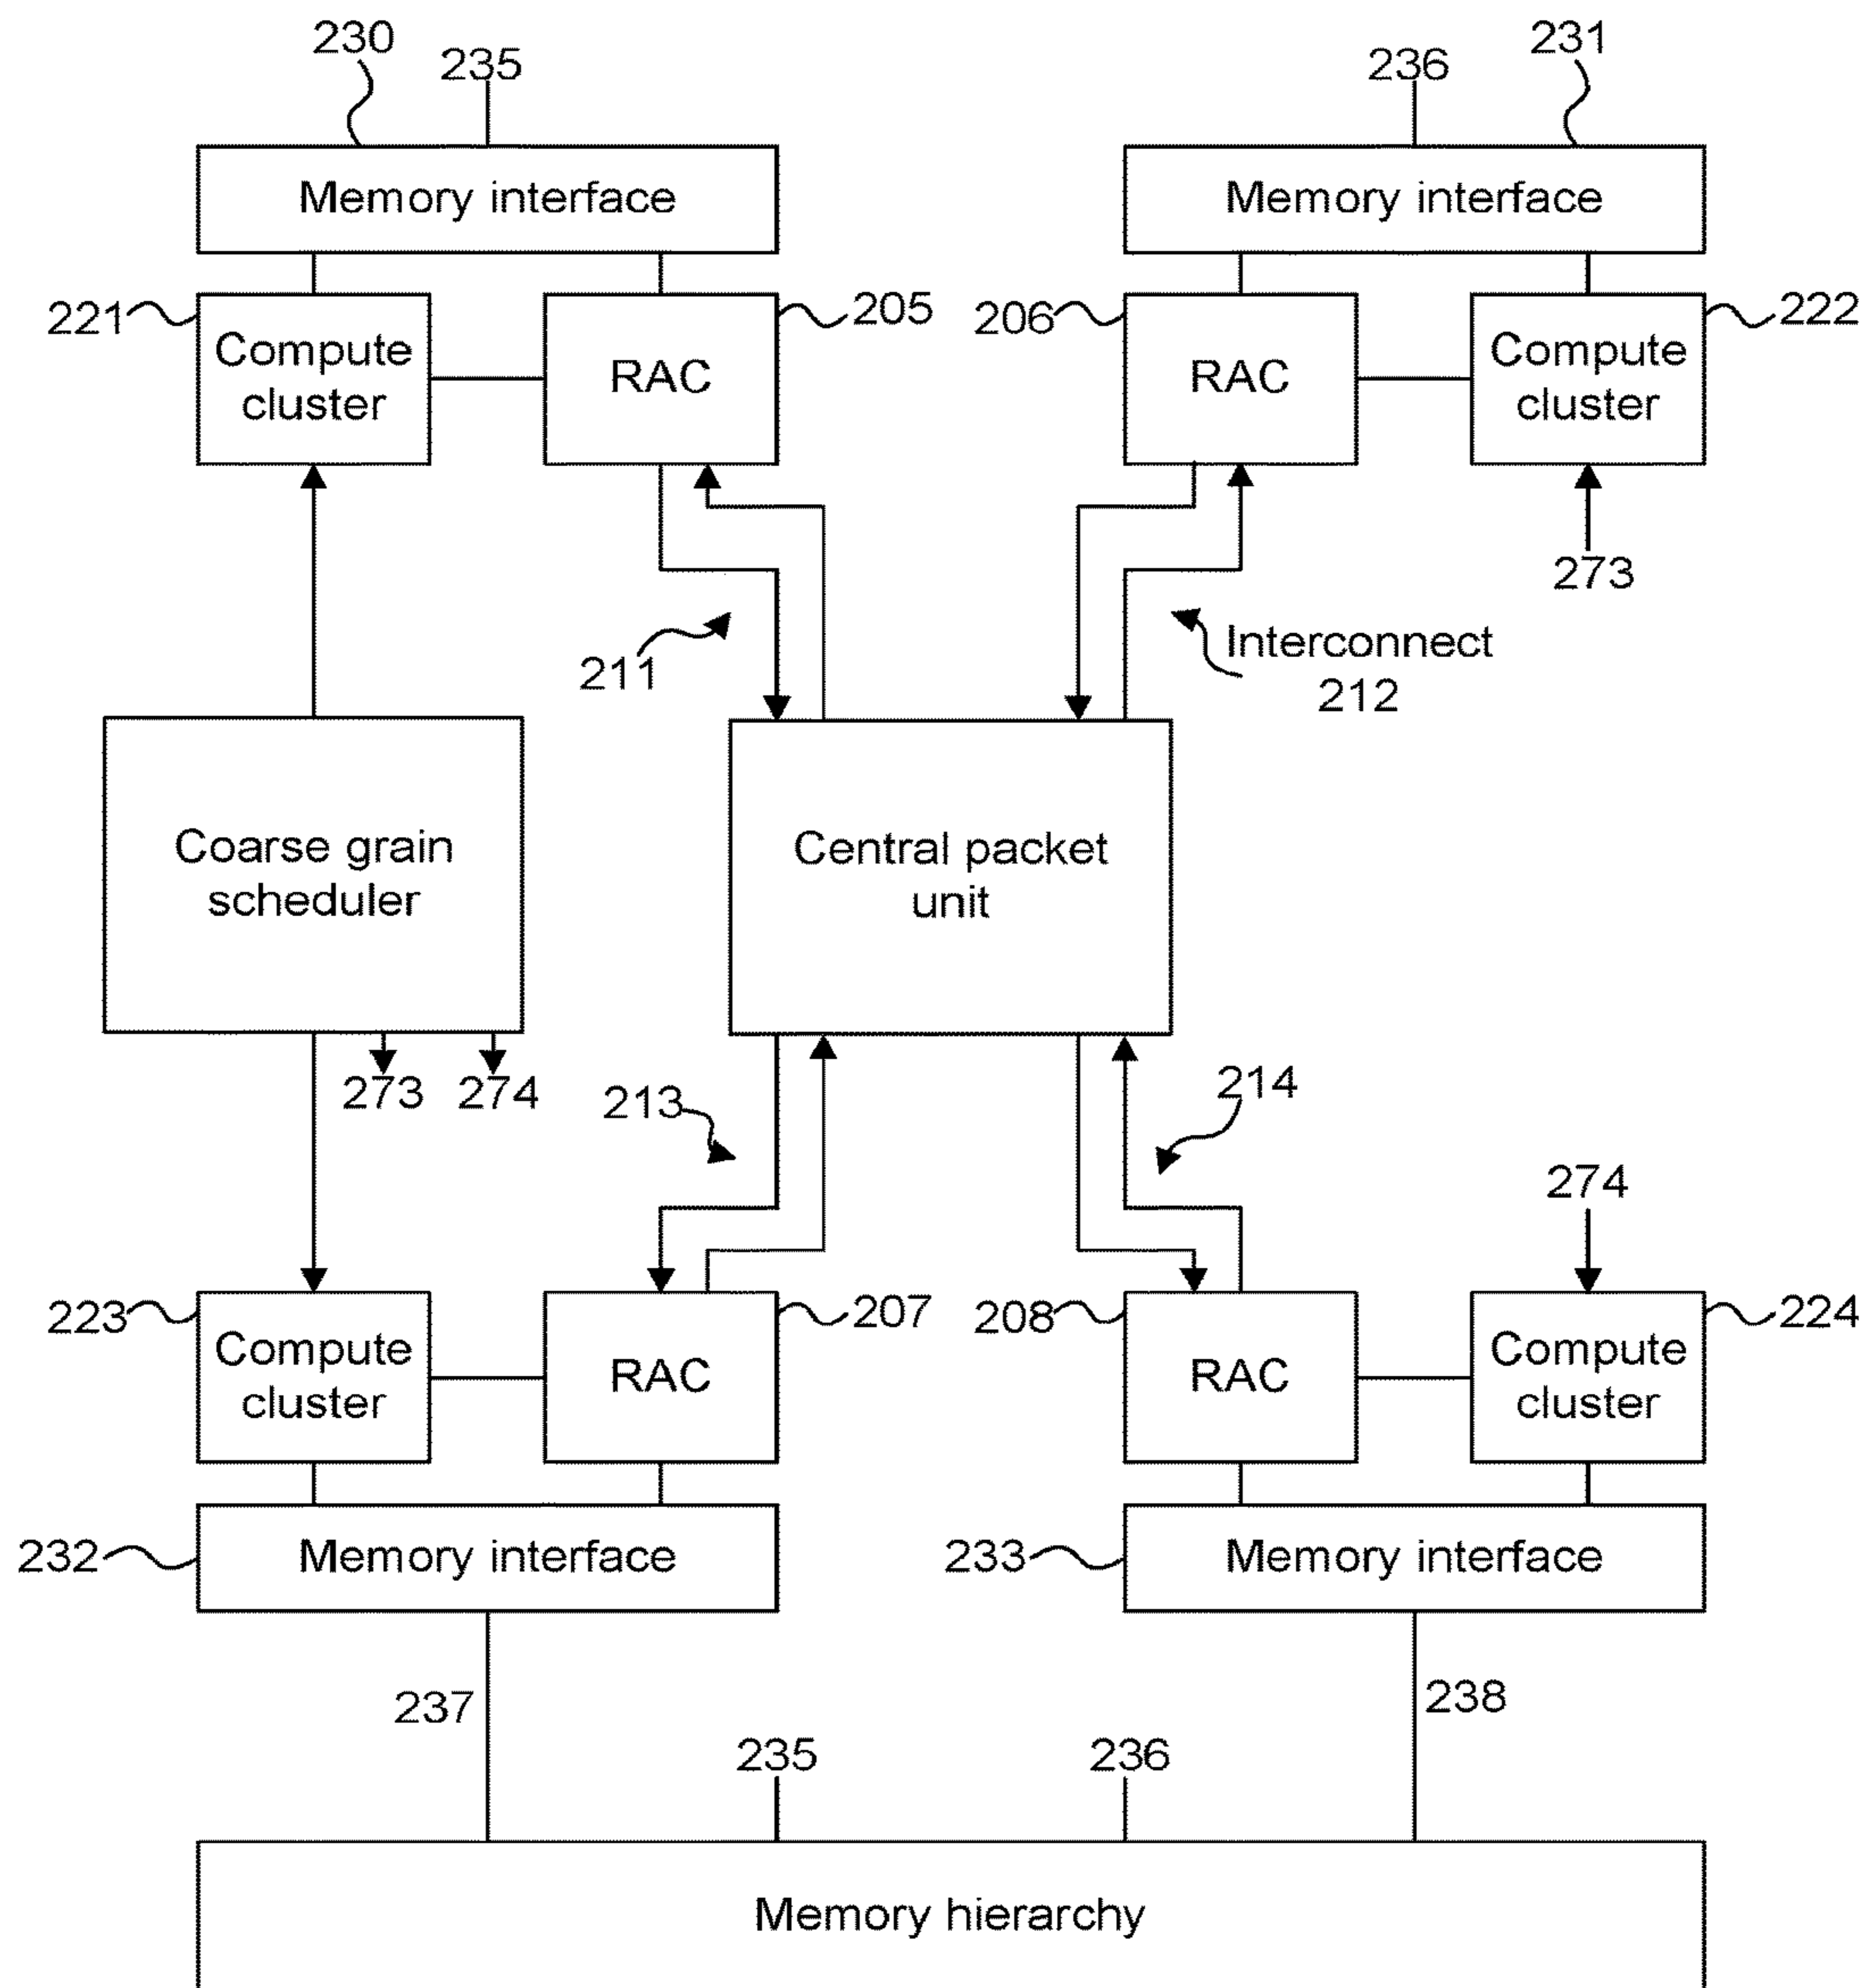 230
235
236
231
Memory interface
Memory interface
221
Compute
cluster
RAC
205
206
RAC
Compute
cluster
222
273
211
Interconnect
212
Coarse grain
scheduler
Central packet
unit
273
274
213
214
274
223
Compute
cluster
RAC
207
208
RAC
Compute
cluster
224
232
Memory interface
233
Memory interface
237
238
235
236
Memory hierarchy